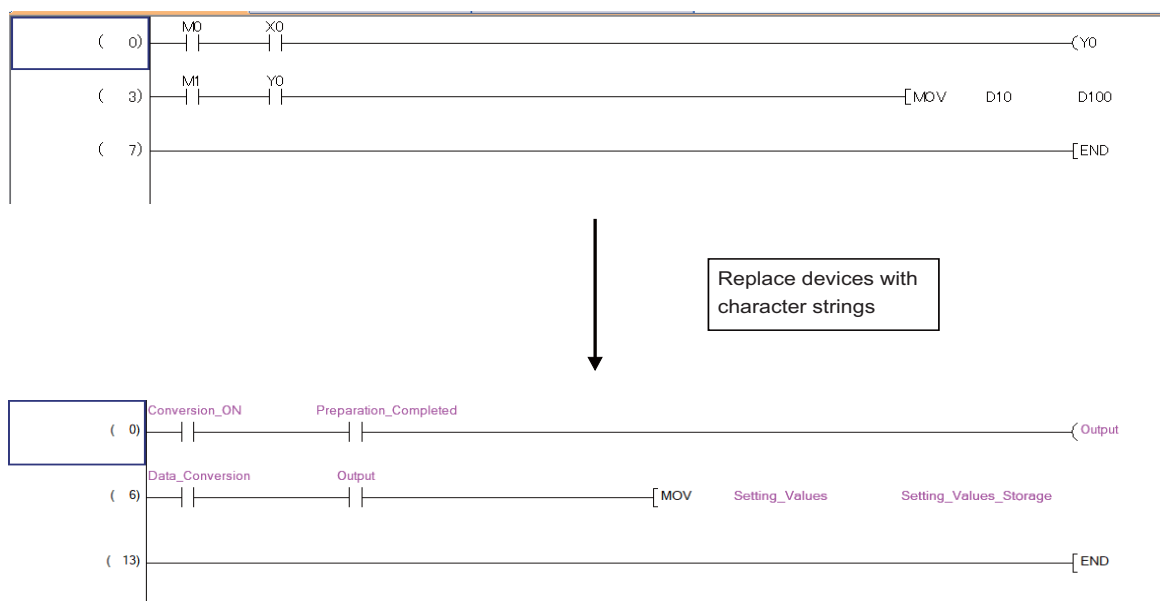 M0 X0
( 0) Y0
M1 Y0
( 3) MOV D10 D100
( 7) END
Replace devices with
character strings
Conversion_ON Preparation_Completed
( 0) Output
Data_Conversion Output
( 6) MOV Setting_Values Setting_Values_Storage
( 13) END